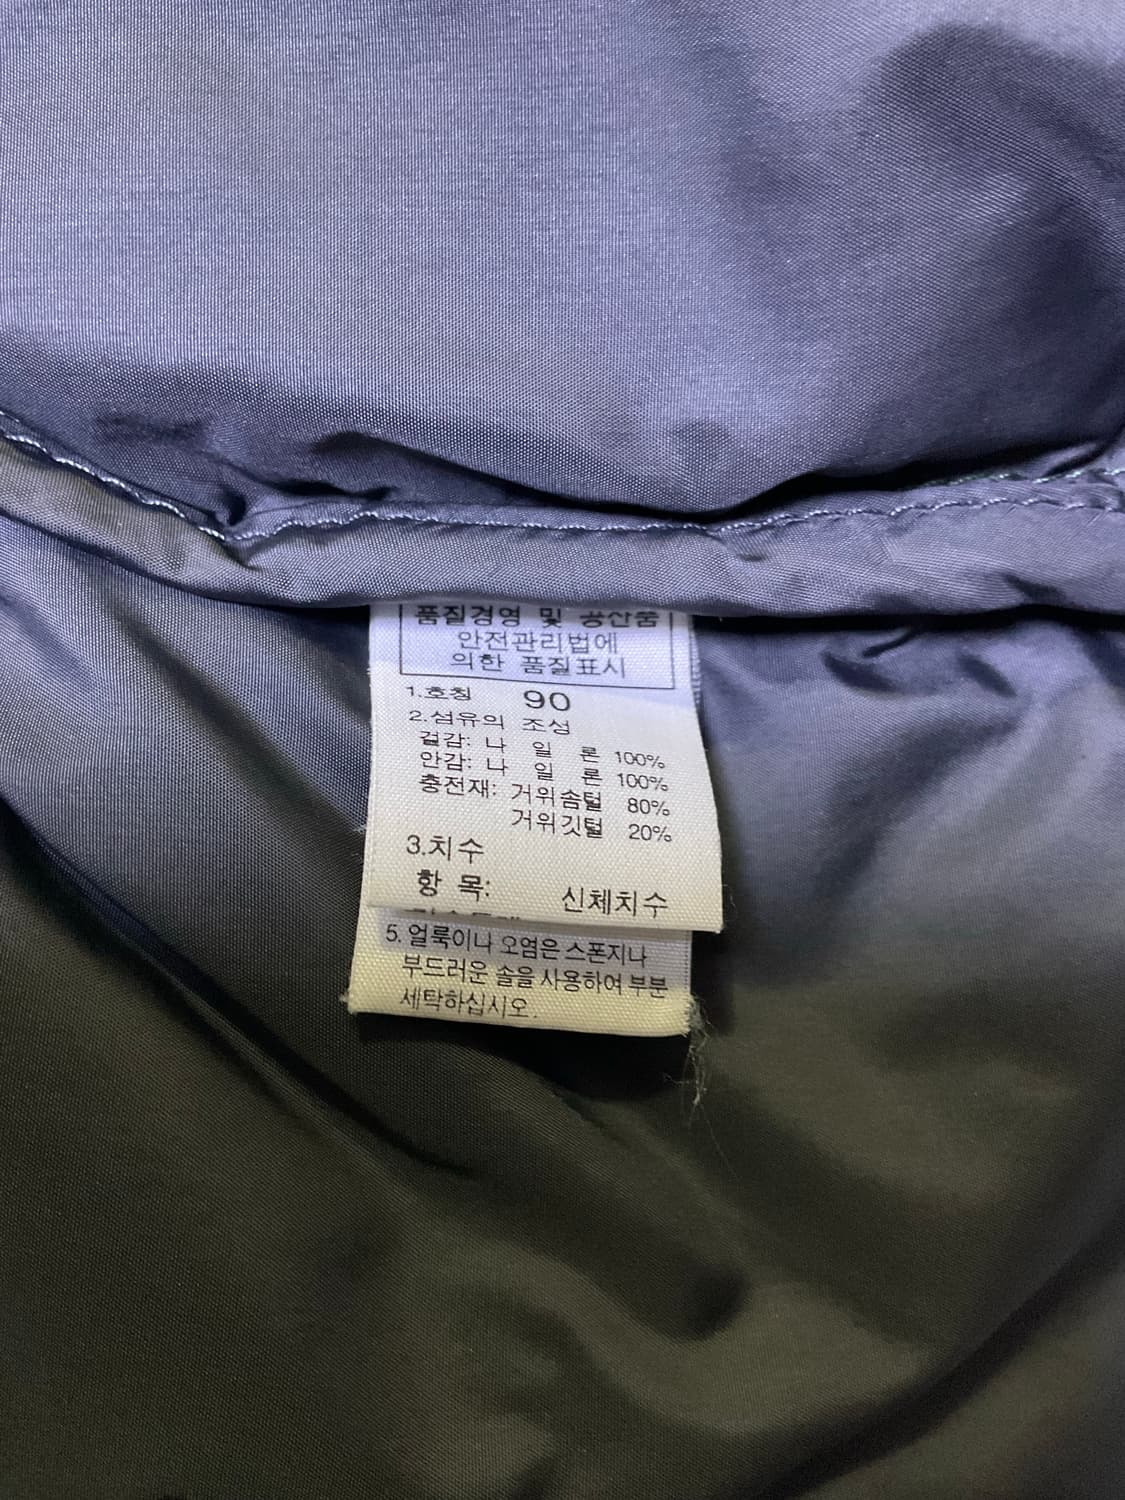 품질경영 및 공산품
안전관리법에
의한 품질표시
1.호칭 90
2.섬유의 조성
겉감: 나 일 론 100%
안감: 나 일 론 100%
충전재: 거위솜털 80%
거위깃털 20%
3.치수
항 목: 신체치수
5. 얼룩이나 오염은 스폰지나
부드러운 솔을 사용하여 부분
세탁하십시오.